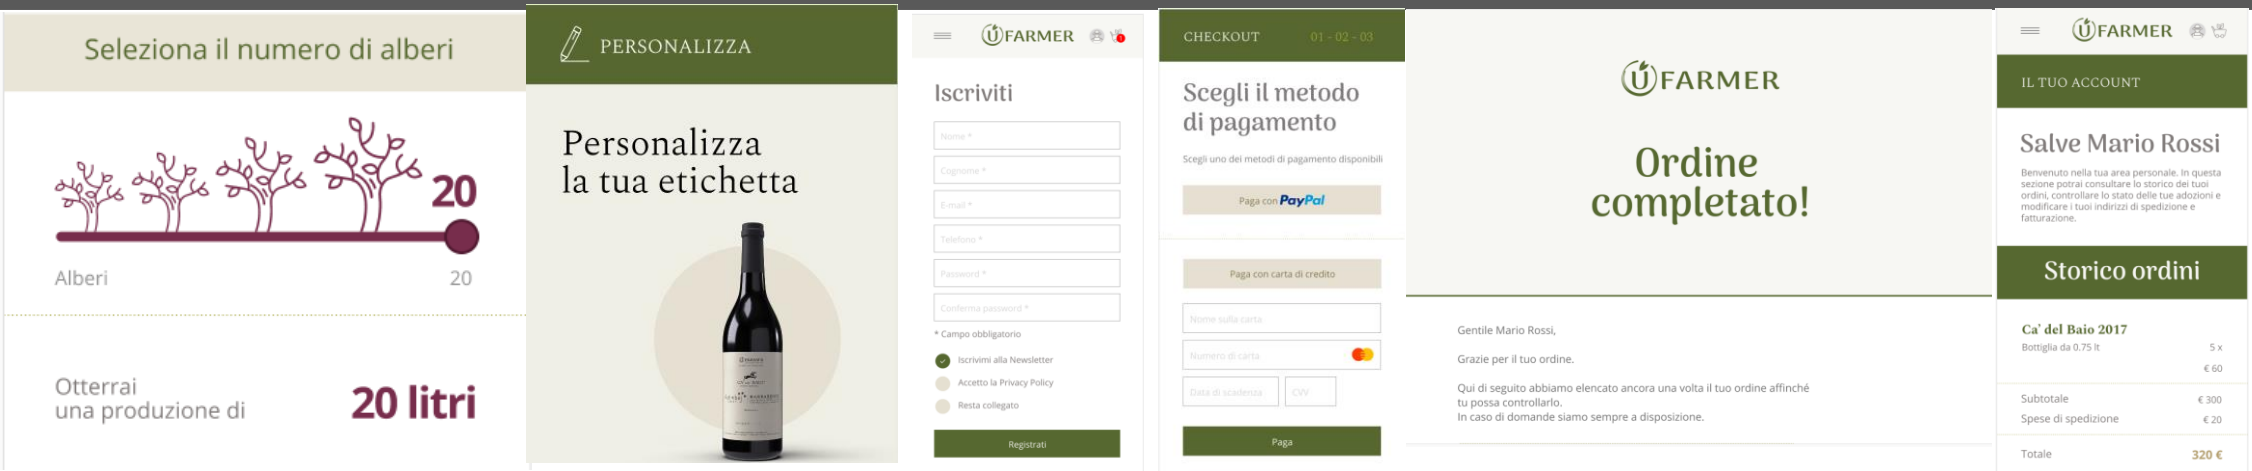 Seleziona il numero di alberi
20
Alberi
20
Otterrai
una produzione di
20 litri
PERSONALIZZA
Personalizza
la tua etichetta
ÚFARMER
Iscriviti
Nome *
Cognome *
E-mail *
Telefono *
Password *
Conferma password *
* Campo obbligatorio
Iscrivimi alla Newsletter
Accetto la Privacy Policy
Resta collegato
Registrati
CHECKOUT
01 - 02 - 03
Scegli il metodo
di pagamento
Scegli uno dei metodi di pagamento disponibili
Paga con PayPal
Paga con carta di credito
Nome sulla carta
Numero di carta
Data di scadenza
CVV
Paga
ÚFARMER
Ordine
completato!
Gentile Mario Rossi,
Grazie per il tuo ordine.
Qui di seguito abbiamo elencato ancora una volta il tuo ordine affinché
tu possa controllarlo.
In caso di domande siamo sempre a disposizione.
ÚFARMER
IL TUO ACCOUNT
Salve Mario Rossi
Benvenuto nella tua area personale. In questa
sezione potrai consultare lo storico dei tuoi
ordini, controllare lo stato delle tue adozioni e
modificare i tuoi indirizzi di spedizione e
fatturazione.
Storico ordini
Ca' del Baio 2017
Bottiglia da 0.75 lt
5 x
€ 60
Subtotale
€ 300
Spese di spedizione
€ 20
Totale
320 €